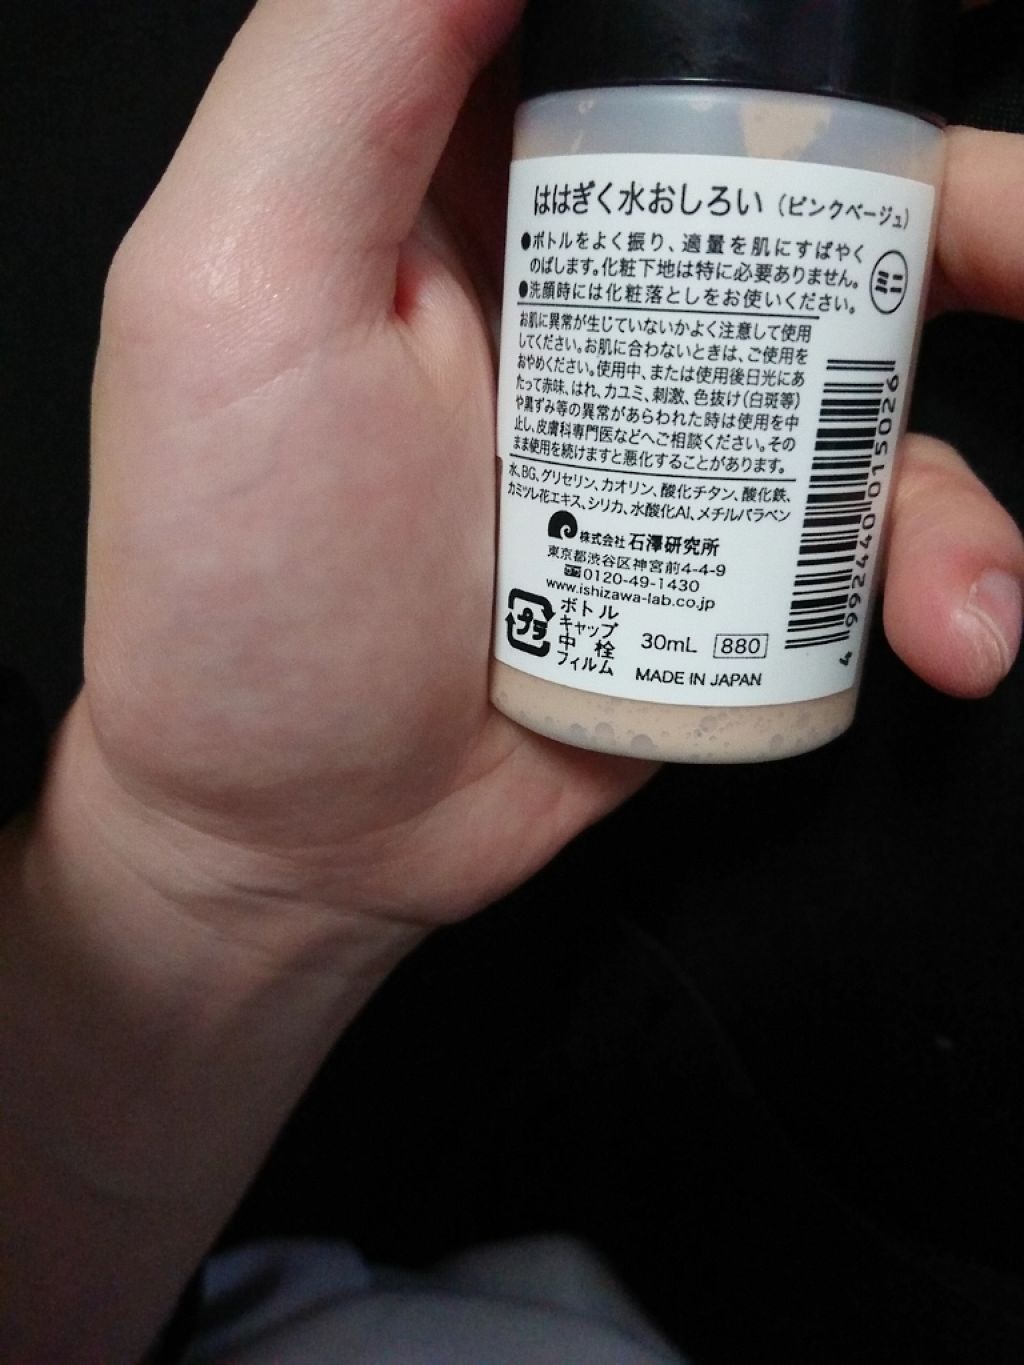 ははぎく水おしろい（ピンクベージュ）
●ボトルをよく振り、適量を肌にすばやく
のばします。化粧下地は特に必要ありません。
●洗顔時には化粧落としをお使いください。
お肌に異常が生じていないかよく注意して使用
してください。お肌に合わないときは、ご使用を
おやめください。使用中、または使用後日光にあ
たって赤味、はれ、カユミ、刺激、色抜け（白斑等）
や黒ずみ等の異常があらわれた時は使用を中
止し、皮膚科専門医などへご相談ください。その
まま使用を続けますと悪化することがあります。
水、BG、グリセリン、カオリン、酸化チタン、酸化鉄、
カミツレ花エキス、シリカ、水酸化Al、メチルパラベン
株式会社 石澤研究所
東京都渋谷区神宮前4-4-9
0120-49-1430
www.ishizawa-lab.co.jp
プラ
ボトル
キャップ
中栓
フィルム
30mL 880
MADE IN JAPAN
4 992440 015026